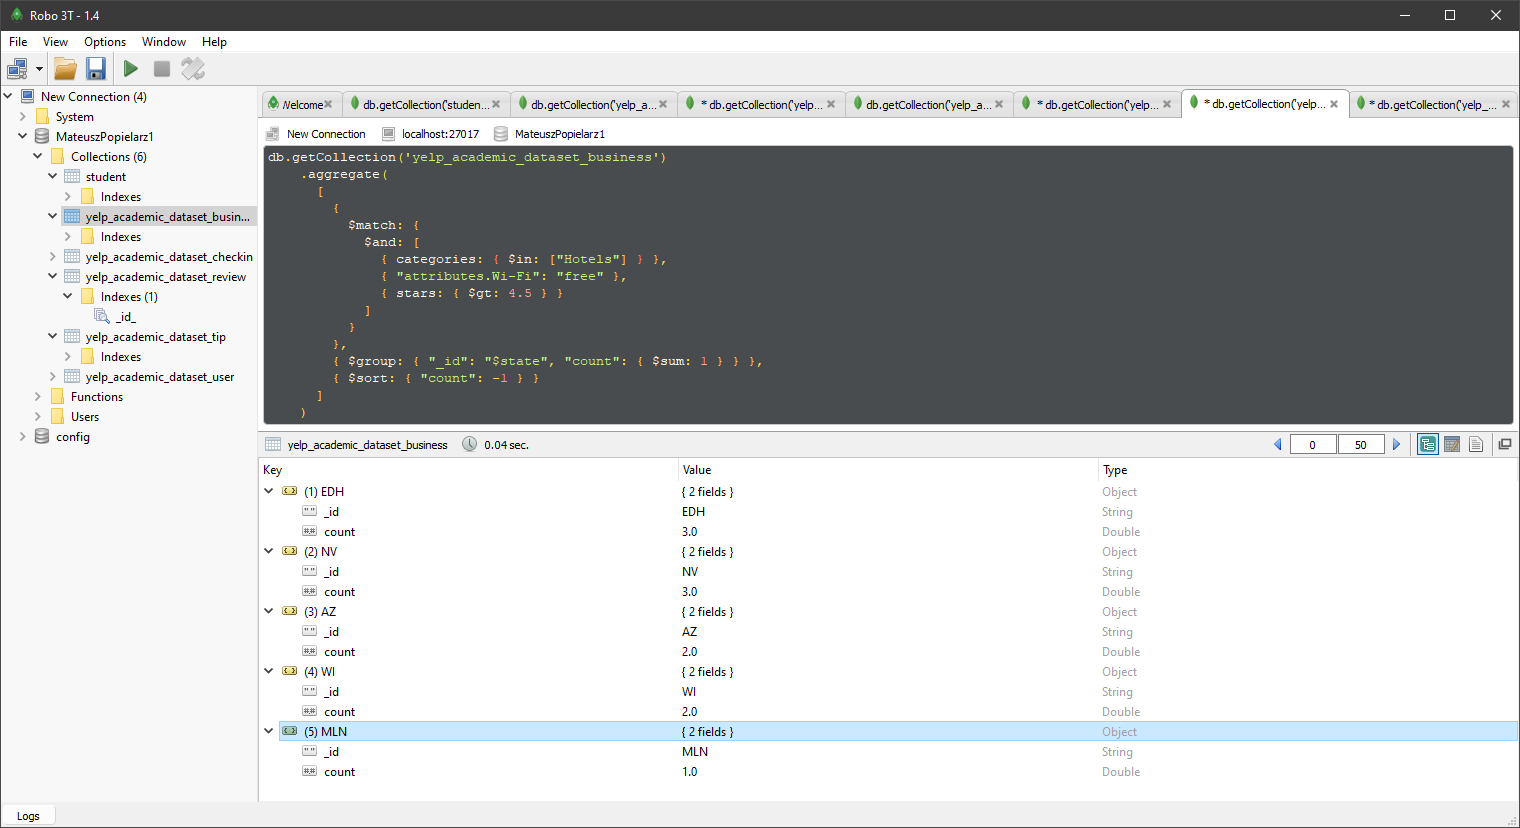 Robo 3T - 1.4
File View Options Window Help
New Connection (4)
System
MateuszPopielarz1
Collections (6)
student
Indexes
yelp_academic_dataset_busin...
Indexes
yelp_academic_dataset_checkin
yelp_academic_dataset_review
Indexes (1)
_id_
yelp_academic_dataset_tip
Indexes
yelp_academic_dataset_user
Functions
Users
config
Welcome db.getCollection('studen... db.getCollection('yelp_a... * db.getCollection('yelp... db.getCollection('yelp_a... * db.getCollection('yelp... * db.getCollection('yelp... * db.getCollection('yelp_...
New Connection localhost:27017 MateuszPopielarz1
db.getCollection('yelp_academic_dataset_business')
.aggregate(
[
{
$match: {
$and: [
{ categories: { $in: ["Hotels"] } },
{ "attributes.Wi-Fi": "free" },
{ stars: { $gt: 4.5 } }
]
}
},
{ $group: { "_id": "$state", "count": { $sum: 1 } } },
{ $sort: { "count": -1 } }
]
)
yelp_academic_dataset_business 0.04 sec. 0 50
Key Value Type
(1) EDH { 2 fields } Object
_id EDH String
count 3.0 Double
(2) NV { 2 fields } Object
_id NV String
count 3.0 Double
(3) AZ { 2 fields } Object
_id AZ String
count 2.0 Double
(4) WI { 2 fields } Object
_id WI String
count 2.0 Double
(5) MLN { 2 fields } Object
_id MLN String
count 1.0 Double
Logs